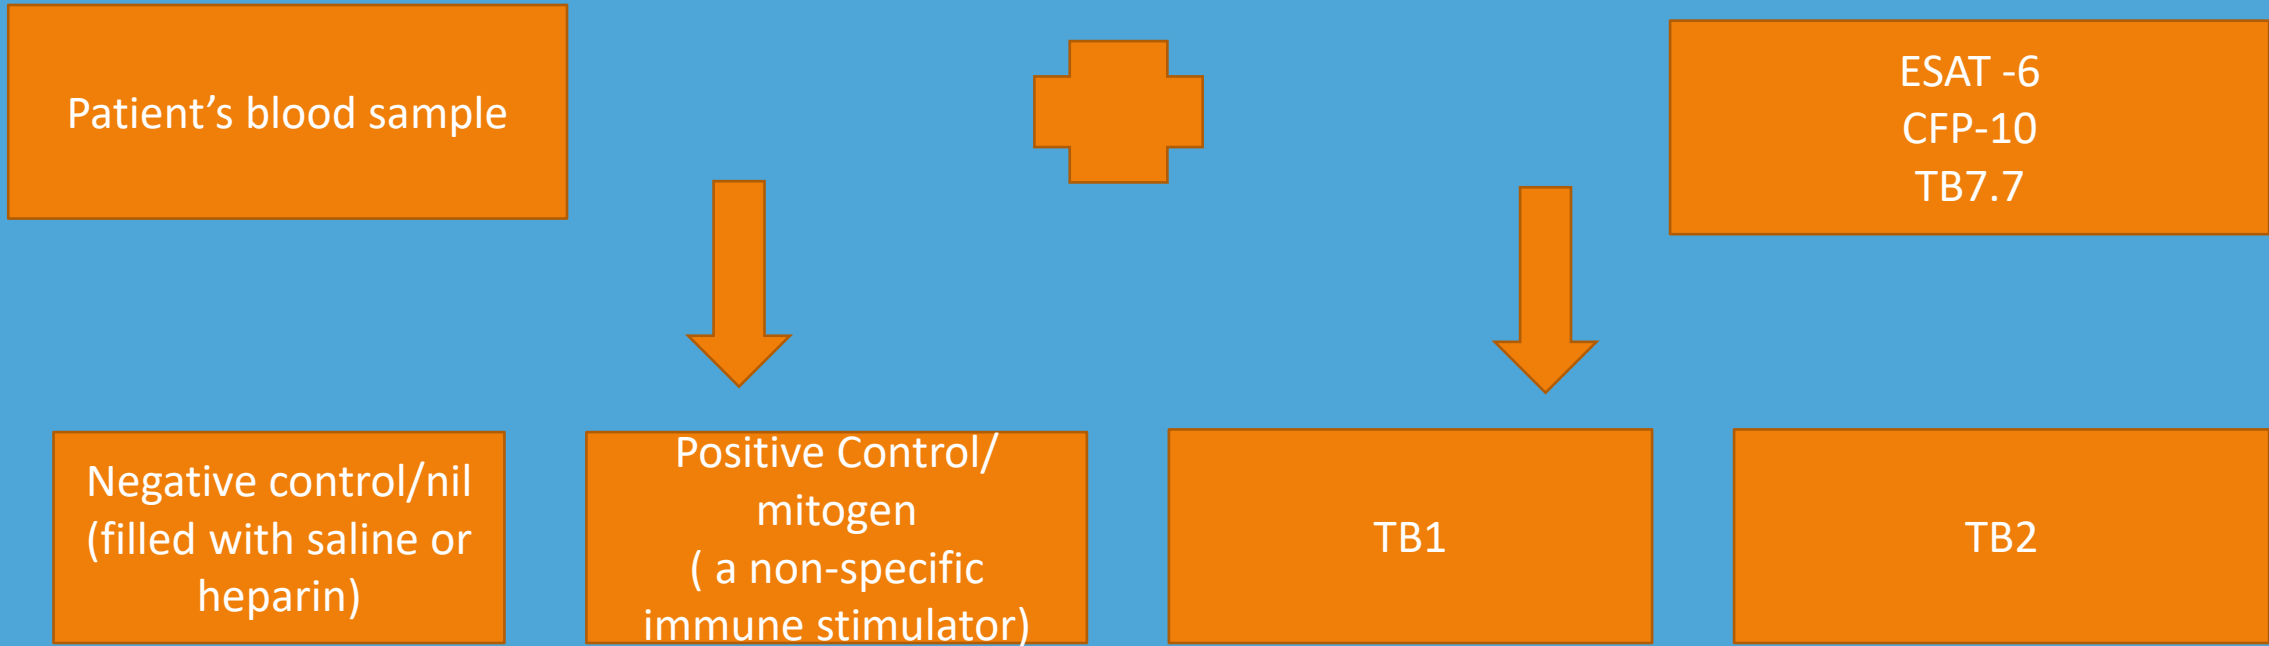 Patient’s blood sample
ESAT -6
CFP-10
TB7.7
Negative control/nil
(filled with saline or
heparin)
Positive Control/
mitogen
( a non-specific
immune stimulator)
TB1
TB2